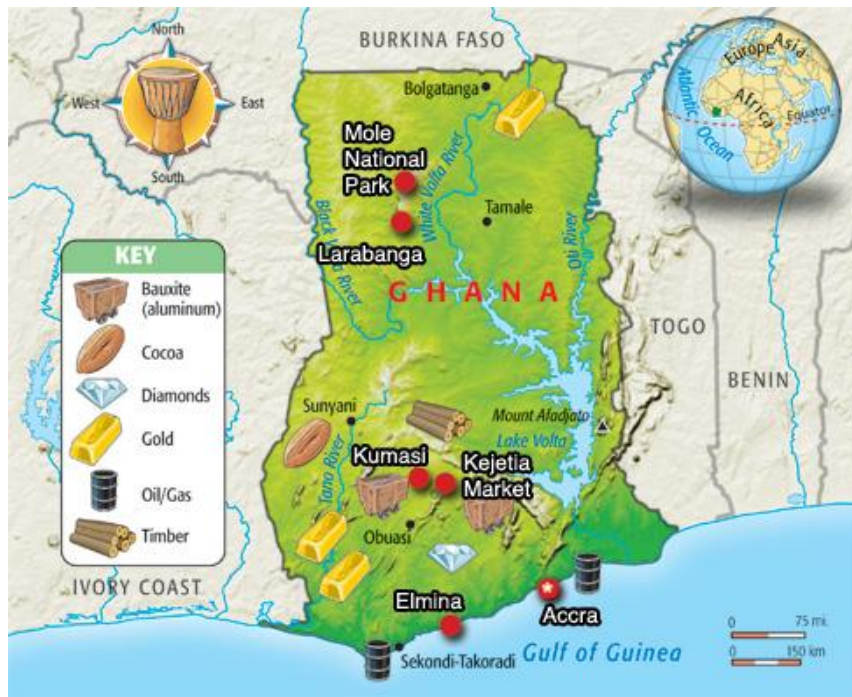 North
West
East
South
BURKINA FASO
Europe
Asia
Africa
Atlantic
Ocean
Equator
Bolgatanga
Mole
National
Park
White Volta River
Black Volta River
Tamale
Oti River
Larabanga
GHANA
TOGO
BENIN
KEY
Bauxite
(aluminum)
Cocoa
Diamonds
Gold
Oil/Gas
Timber
Sunyani
Mount Afadjato
Lake Volta
Tano River
Kumasi
Kejetia
Market
Obuasi
IVORY COAST
Elmina
Accra
Sekondi-Takoradi
Gulf of Guinea
0 75 mi.
0 150 km